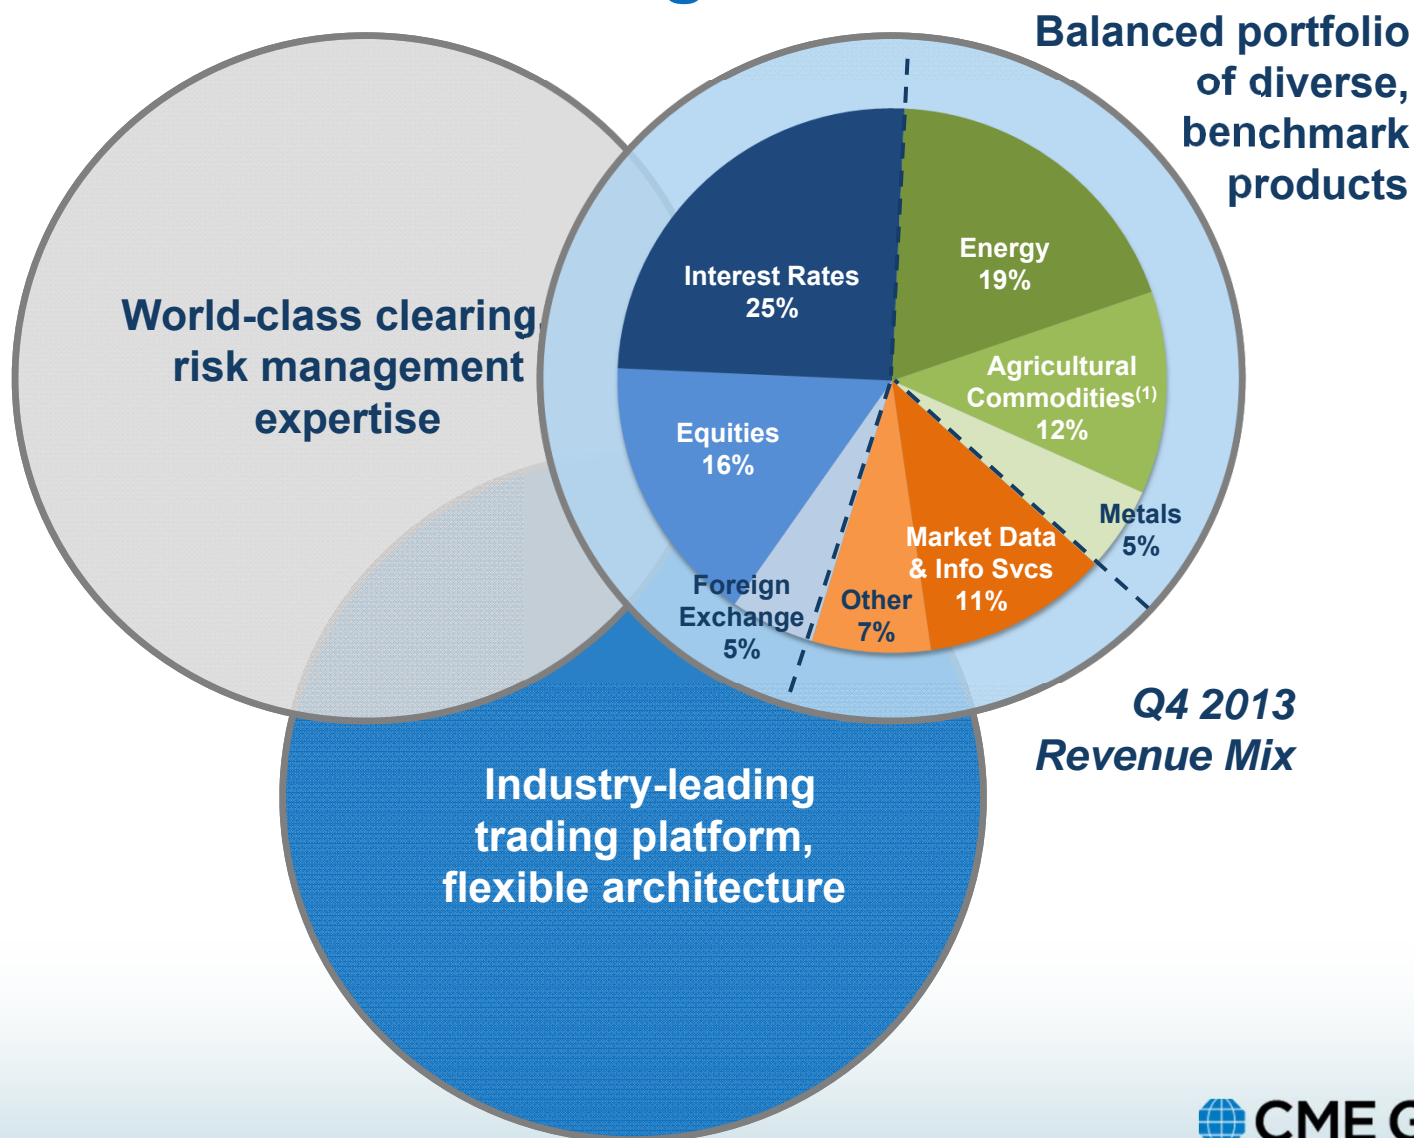 Balanced portfolio
of diverse,
benchmark
products
World-class clearing,
risk management
expertise
Interest Rates
25%
Energy
19%
Agricultural
Commodities(1)
12%
Equities
16%
Metals
5%
Market Data
& Info Svcs
11%
Foreign
Exchange
5%
Other
7%
Q4 2013
Revenue Mix
Industry-leading
trading platform,
flexible architecture
CME